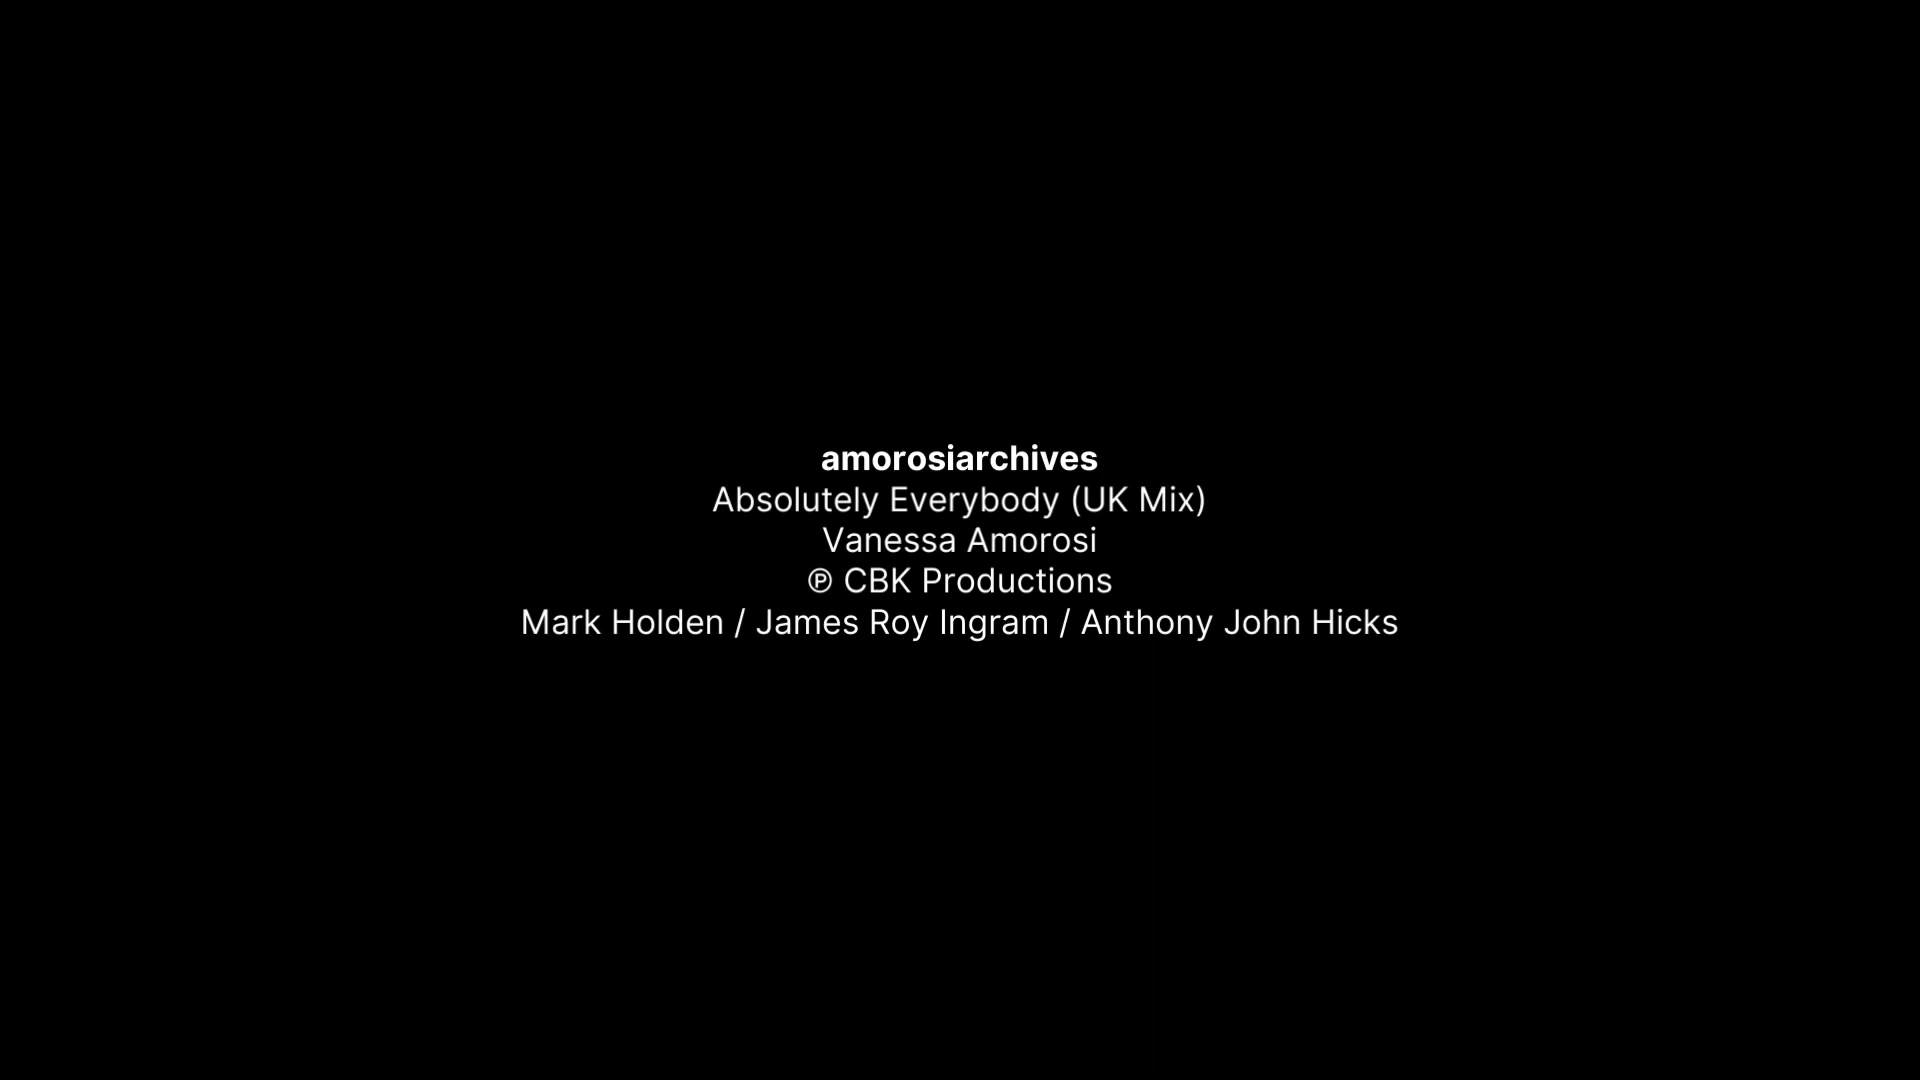 amorosiarchives
Absolutely Everybody (UK Mix)
Vanessa Amorosi
℗ CBK Productions
Mark Holden / James Roy Ingram / Anthony John Hicks